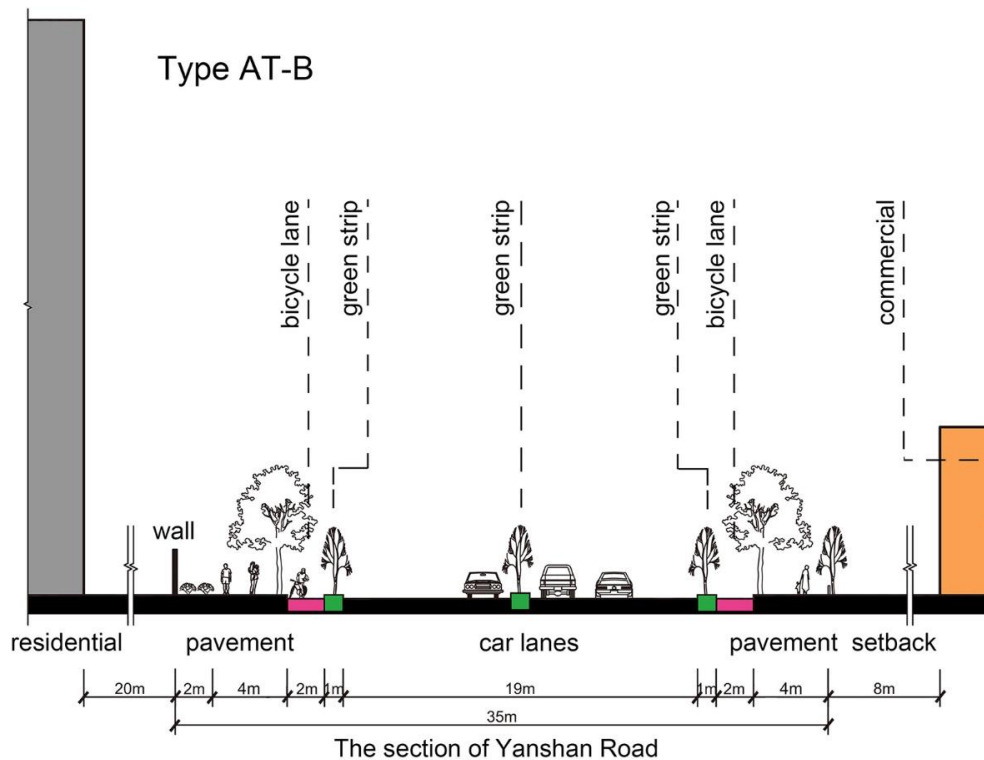 Type AT-B
bicycle lane
green strip
green strip
green strip
bicycle lane
commercial
wall
residential
pavement
car lanes
pavement
setback
20m
2m
4m
2m
1m
19m
1m
2m
4m
8m
35m
The section of Yanshan Road